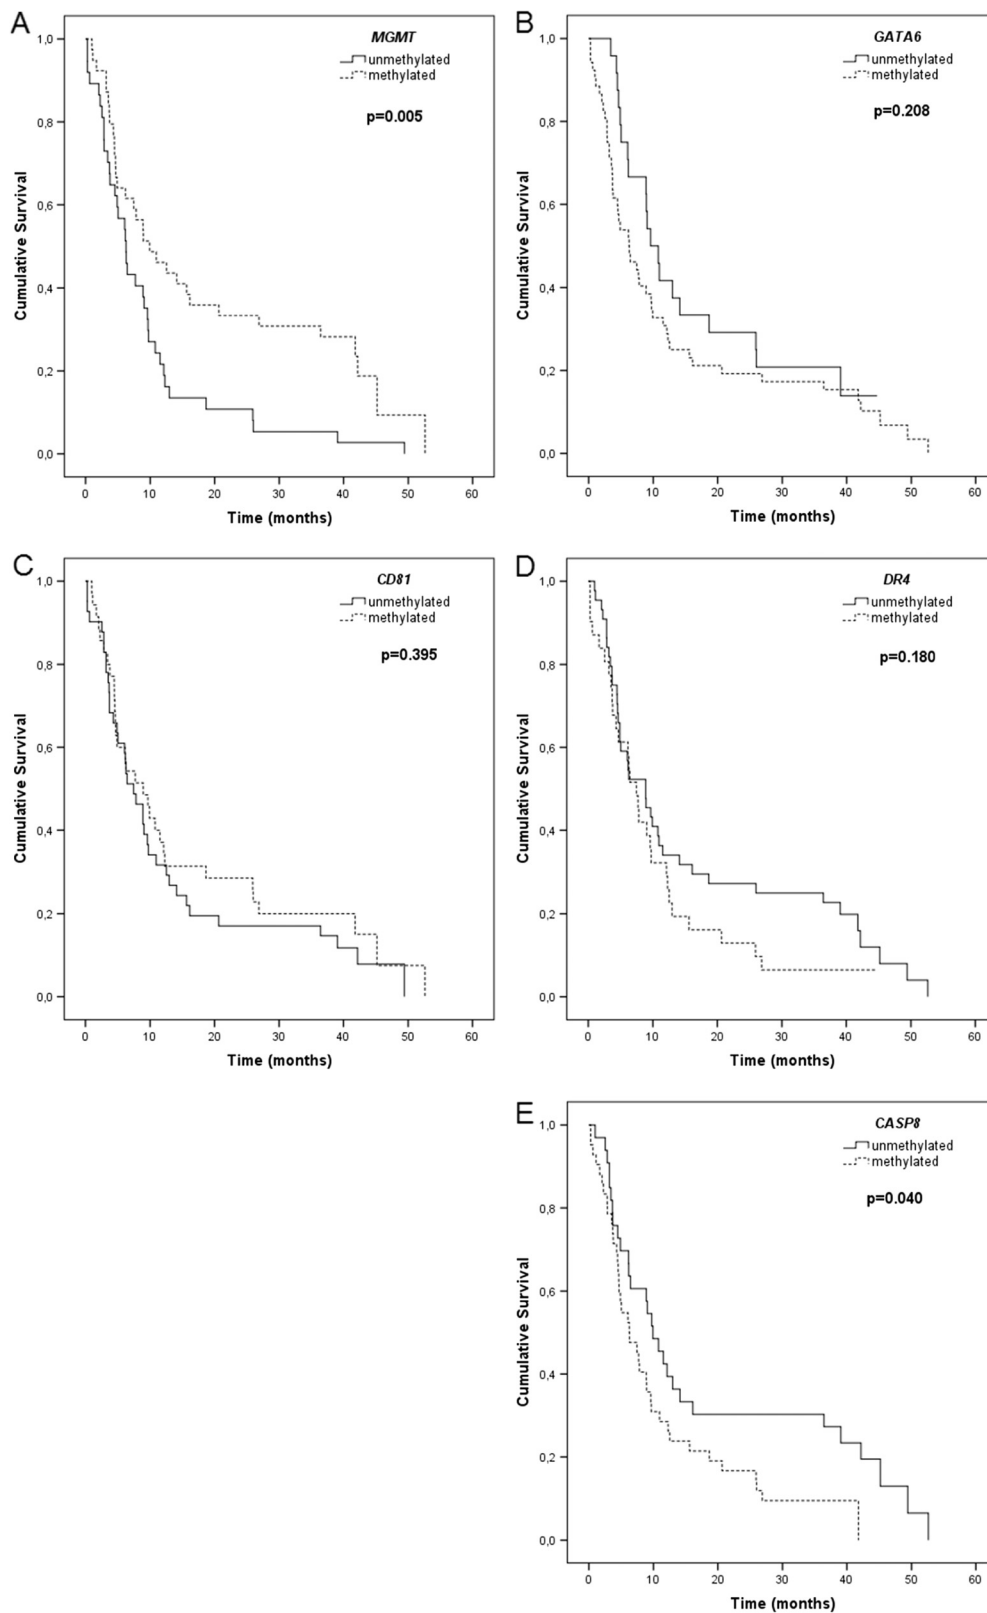 A
MGMT
unmethylated
methylated
p=0.005
1,0
0,8
0,6
0,4
0,2
0,0
Cumulative Survival
0 10 20 30 40 50 60
Time (months)
B
GATA6
unmethylated
methylated
p=0.208
1,0
0,8
0,6
0,4
0,2
0,0
Cumulative Survival
0 10 20 30 40 50 60
Time (months)
C
CD81
unmethylated
methylated
p=0.395
1,0
0,8
0,6
0,4
0,2
0,0
Cumulative Survival
0 10 20 30 40 50 60
Time (months)
D
DR4
unmethylated
methylated
p=0.180
1,0
0,8
0,6
0,4
0,2
0,0
Cumulative Survival
0 10 20 30 40 50 60
Time (months)
E
CASP8
unmethylated
methylated
p=0.040
1,0
0,8
0,6
0,4
0,2
0,0
Cumulative Survival
0 10 20 30 40 50 60
Time (months)